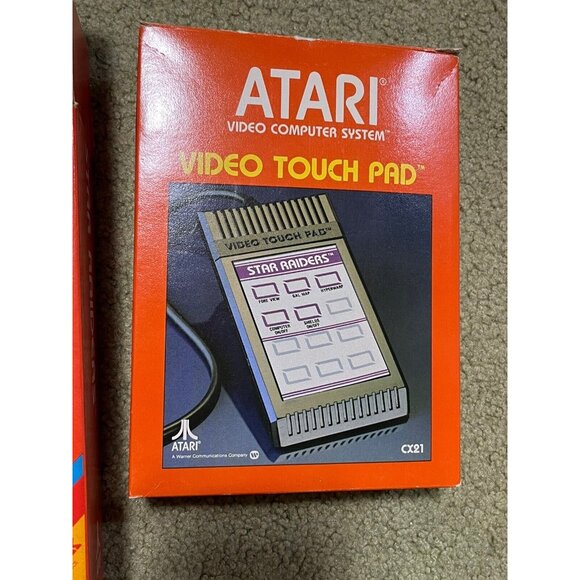 ATARI®
VIDEO COMPUTER SYSTEM™
VIDEO TOUCH PAD™
VIDEO TOUCH PAD™
STAR RAIDERS™
FORE VIEW GAL MAP HYPERWARP
COMPUTER ON/OFF SHIELDS ON/OFF
ATARI®
A Warner Communications Company
CX21